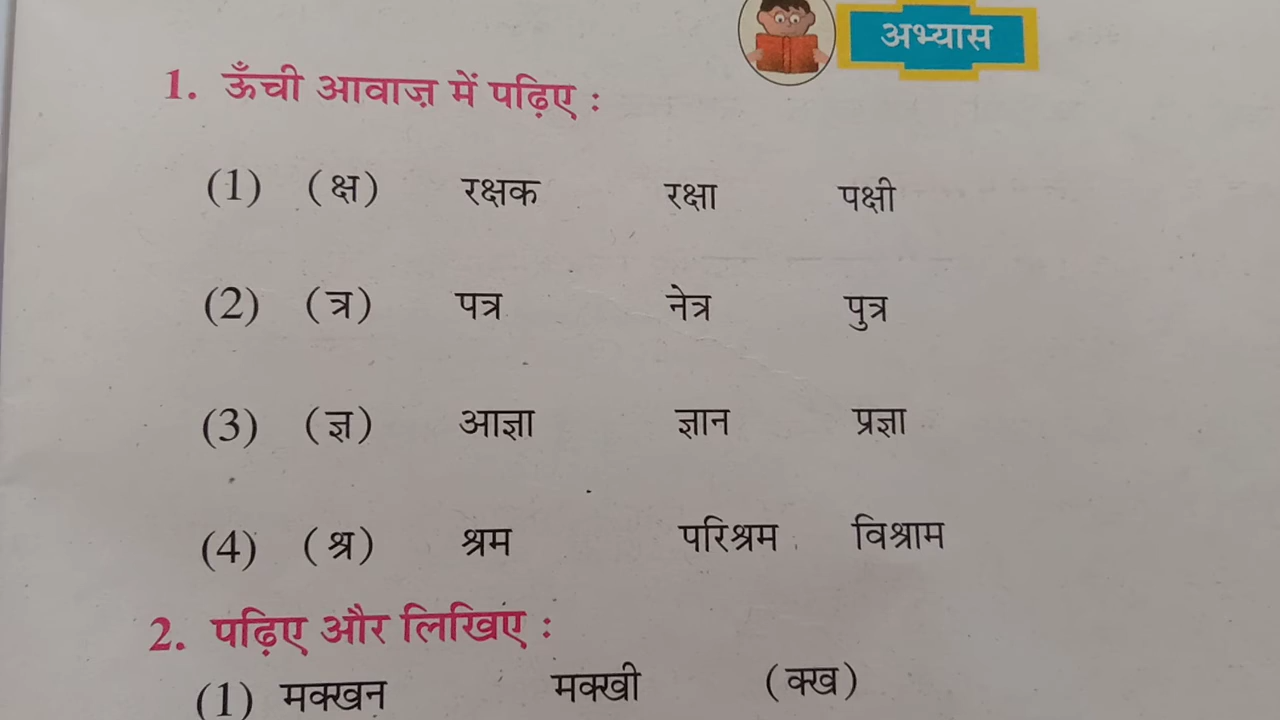 अभ्यास
1. ऊँची आवाज़ में पढ़िए :
(1) (क्ष) रक्षक रक्षा पक्षी
(2) (त्र) पत्र नेत्र पुत्र
(3) (ज्ञ) आज्ञा ज्ञान प्रज्ञा
(4) (श्र) श्रम परिश्रम विश्राम
2. पढ़िए और लिखिए :
(1) मक्खन मक्खी (क्ख)